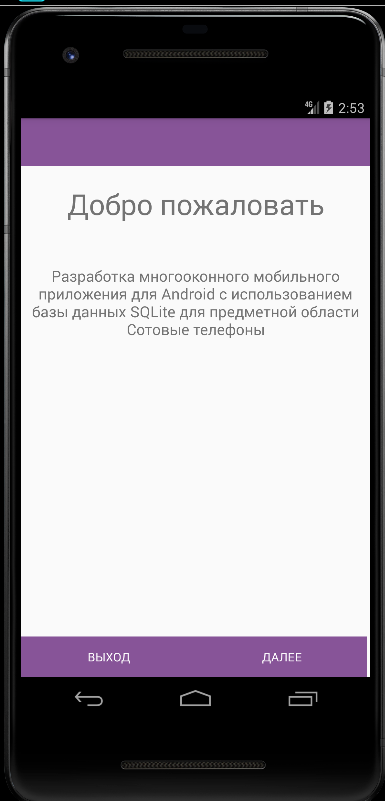 4G 2:53
Добро пожаловать
Разработка многооконного мобильного
приложения для Android с использованием
базы данных SQLite для предметной области
Сотовые телефоны
ВЫХОД ДАЛЕЕ